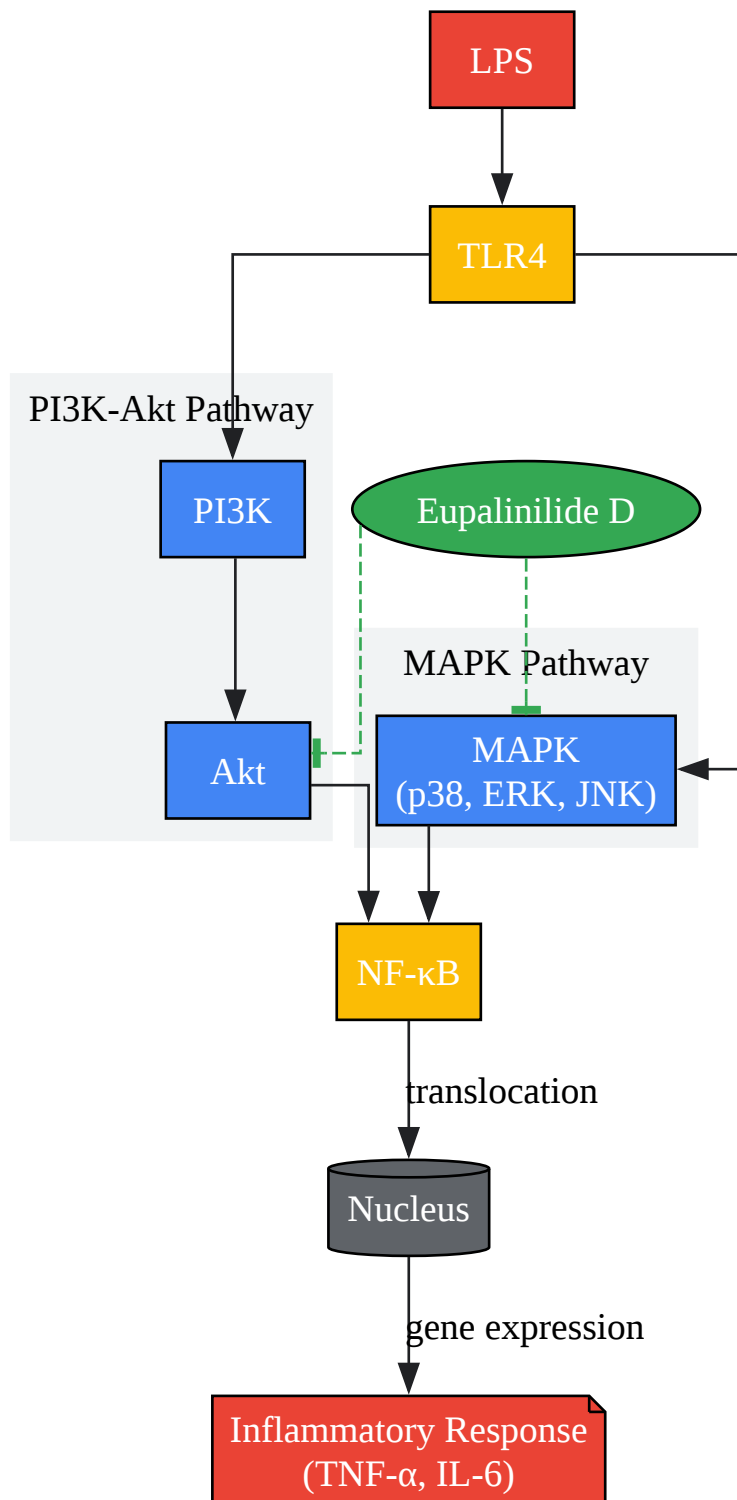 LPS
TLR4
PI3K-Akt Pathway
PI3K
Eupalinilide D
MAPK Pathway
Akt
MAPK
(p38, ERK, JNK)
NF-κB
translocation
Nucleus
gene expression
Inflammatory Response
(TNF-α, IL-6)